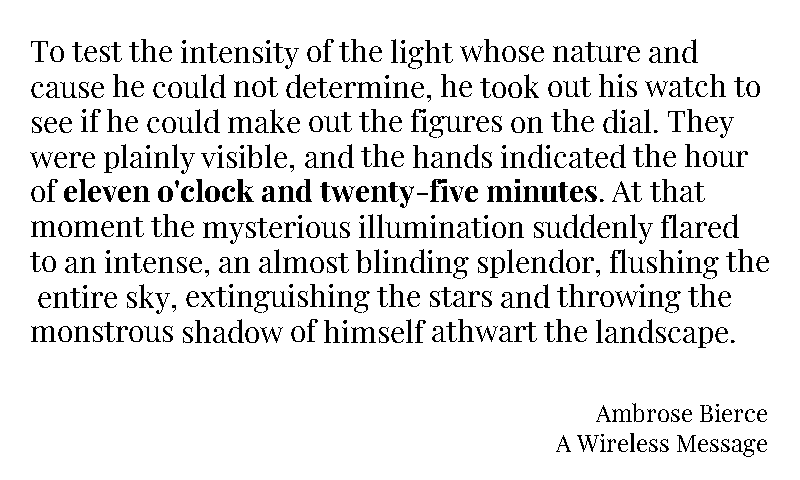 To test the intensity of the light whose nature and
cause he could not determine, he took out his watch to
see if he could make out the figures on the dial. They
were plainly visible, and the hands indicated the hour
of eleven o'clock and twenty-five minutes. At that
moment the mysterious illumination suddenly flared
to an intense, an almost blinding splendor, flushing the
entire sky, extinguishing the stars and throwing the
monstrous shadow of himself athwart the landscape.
Ambrose Bierce
A Wireless Message